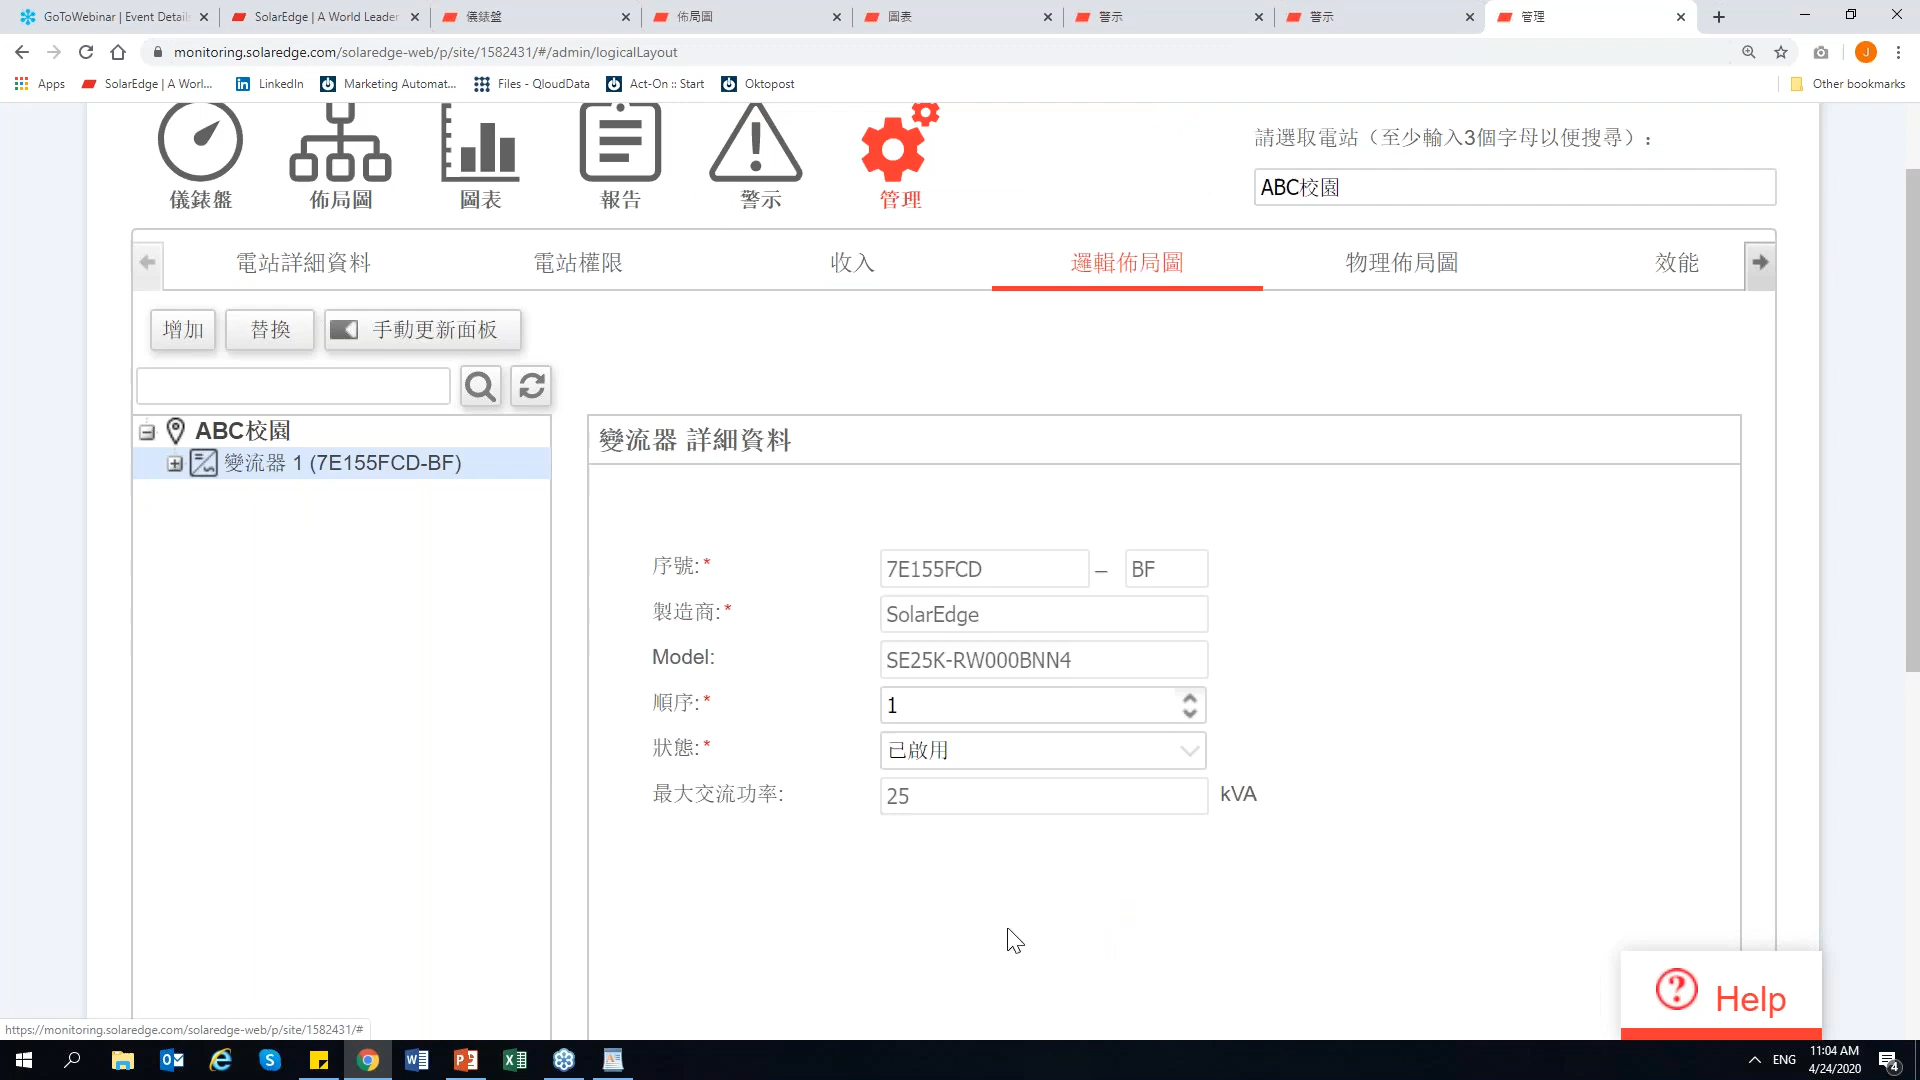 GoToWebinar | Event Details
SolarEdge | A World Leader
儀錶盤
佈局圖
圖表
警示
警示
管理
monitoring.solaredge.com/solaredge-web/p/site/1582431/#/admin/logicalLayout
J
Apps
SolarEdge | A Worl...
LinkedIn
Marketing Automat...
Files - QloudData
Act-On :: Start
Oktopost
Other bookmarks
儀錶盤
佈局圖
圖表
報告
警示
管理
請選取電站（至少輸入3個字母以便搜尋）：
ABC校園
電站詳細資料
電站權限
收入
邏輯佈局圖
物理佈局圖
效能
增加
替換
手動更新面板
ABC校園
變流器 1 (7E155FCD-BF)
變流器 詳細資料
序號:* 7E155FCD – BF
製造商:* SolarEdge
Model: SE25K-RW000BNN4
順序:* 1
狀態:* 已啟用
最大交流功率: 25 kVA
Help
https://monitoring.solaredge.com/solaredge-web/p/site/1582431/#
ENG
11:04 AM
4/24/2020
4